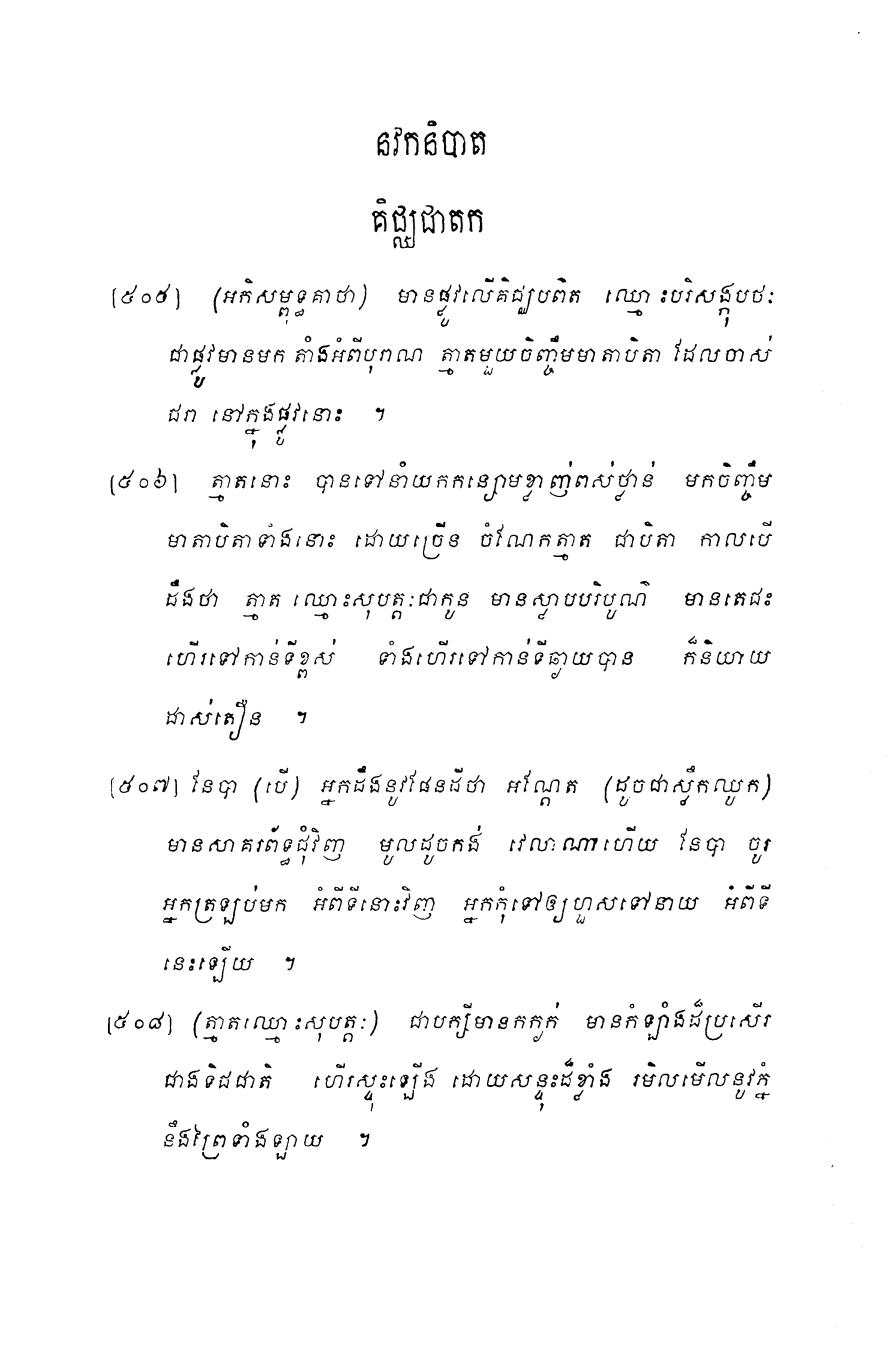 នវកនិបាត
គិជ្ឈជាតក
[៥០៥] (អភិសម្ពុទ្ធគាថា) មានផ្លូវលើគិជ្ឈបពិត ឈ្មោះបរិសង្កុបថៈ
ជាផ្លូវមានមក តាំងអំពីបុរាណ ត្មាតមួយចិញ្ចឹមមាតាបិតា ដែលចាស់
ជរា នៅក្នុងផ្លូវនោះ ។
[៥០៦] ត្មាតនោះ បានទៅនាំយកកន្សោមខ្លាញ់ពស់ថ្លាន់ មកចិញ្ចឹម
មាតាបិតាទាំងនោះ ដោយច្រើន ចំណែកត្មាត ជាបិតា កាលបើ
ដឹងថា ត្មាត ឈ្មោះសុបត្តៈជាកូន មានស្លាបបរិបូណ៌ មានតេជះ
ហើរទៅកាន់ទីខ្ពស់ ទាំងហើរទៅកាន់ទីឆ្ងាយបាន ក៏និយាយ
ដាស់តឿន ។
[៥០៧] នែបា (បើ) អ្នកដឹងនូវផែនដីថា អណ្តែត (ដូចជាស្លឹកឈូក)
មានសាគរព័ទ្ធជុំវិញ មូលដូចកង់ វេលាណាហើយ នែបា ចូរ
អ្នកត្រឡប់មក អំពីទីនោះវិញ អ្នកកុំទៅឲ្យហួសទៅនាយ អំពីទី
នេះឡើយ ។
[៥០៨] (ត្មាតឈ្មោះសុបត្តៈ) ជាបក្សីមានកក្លក់ មានកំឡាំងដ៏ប្រសើរ
ជាងទិជជាតិ ហើរស្ទុះឡើង ដោយសន្ទុះដ៏ខ្លាំង រមិលមើលនូវភ្នំ
នឹងព្រៃទាំងឡាយ ។